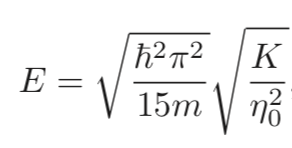 E = √(ħ²π² / 15m) √(K / η₀²)